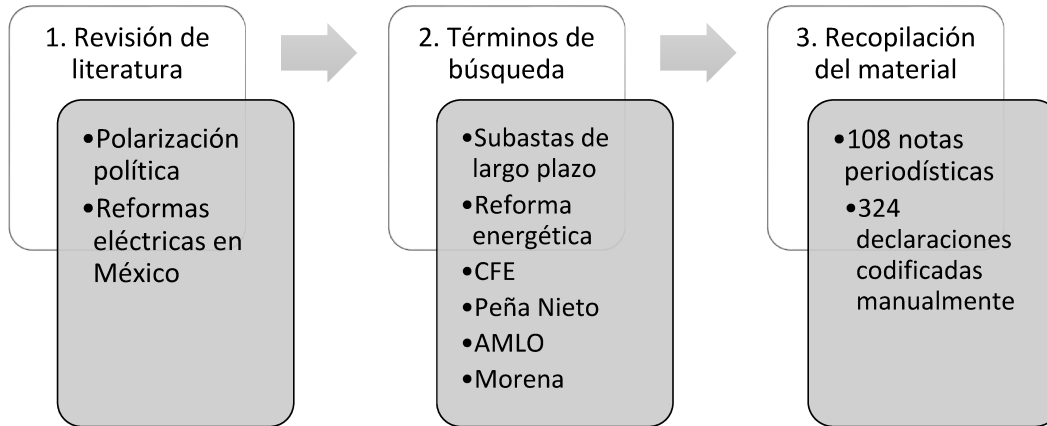 1. Revisión de
literatura
•Polarización
política
•Reformas
eléctricas en
México
2. Términos de
búsqueda
•Subastas de
largo plazo
•Reforma
energética
•CFE
•Peña Nieto
•AMLO
•Morena
3. Recopilación
del material
•108 notas
periodísticas
•324
declaraciones
codificadas
manualmente